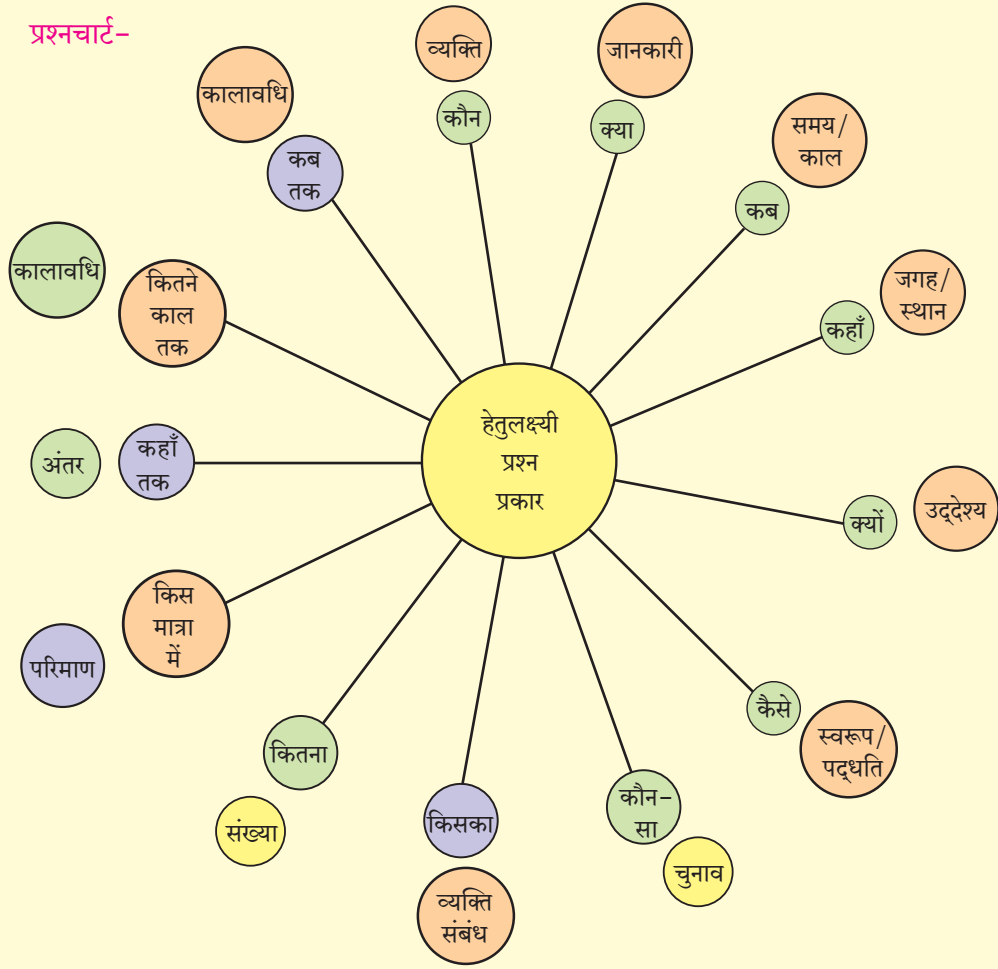 प्रश्नचार्ट-
व्यक्ति
कौन
जानकारी
क्या
समय/
काल
कब
जगह/
स्थान
कहाँ
उद्‌देश्य
क्यों
कैसे
स्वरूप/
पद्‌धति
कौन-
सा
चुनाव
किसका
व्यक्ति
संबंध
कितना
संख्या
किस
मात्रा
में
परिमाण
कहाँ
तक
अंतर
कितने
काल
तक
कालावधि
कालावधि
कब
तक
हेतुलक्ष्यी
प्रश्न
प्रकार